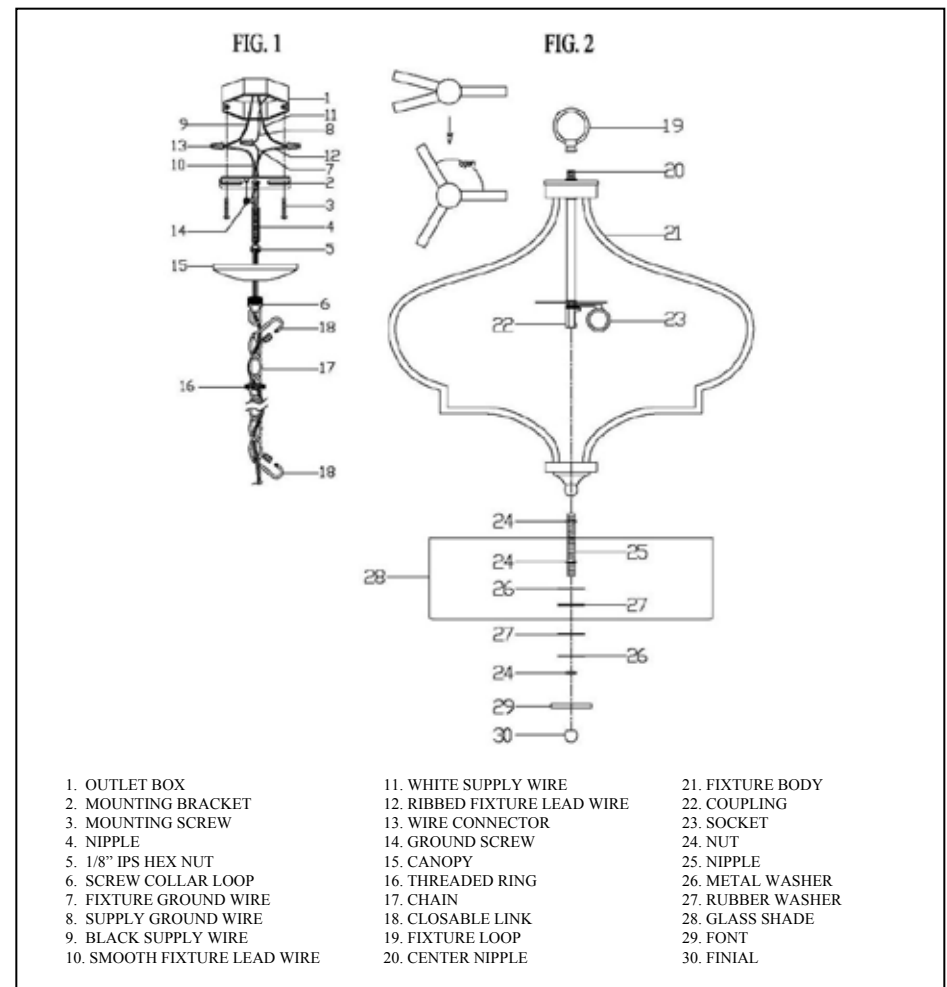 FIG. 1
FIG. 2
1
11
9
8
13
12
7
10
2
3
14
4
5
15
6
18
17
16
18
19
20
21
22
23
24
25
24
28
26
27
27
26
24
29
30
open
1. OUTLET BOX
2. MOUNTING BRACKET
3. MOUNTING SCREW
4. NIPPLE
5. 1/8” IPS HEX NUT
6. SCREW COLLAR LOOP
7. FIXTURE GROUND WIRE
8. SUPPLY GROUND WIRE
9. BLACK SUPPLY WIRE
10. SMOOTH FIXTURE LEAD WIRE
11. WHITE SUPPLY WIRE
12. RIBBED FIXTURE LEAD WIRE
13. WIRE CONNECTOR
14. GROUND SCREW
15. CANOPY
16. THREADED RING
17. CHAIN
18. CLOSABLE LINK
19. FIXTURE LOOP
20. CENTER NIPPLE
21. FIXTURE BODY
22. COUPLING
23. SOCKET
24. NUT
25. NIPPLE
26. METAL WASHER
27. RUBBER WASHER
28. GLASS SHADE
29. FONT
30. FINIAL